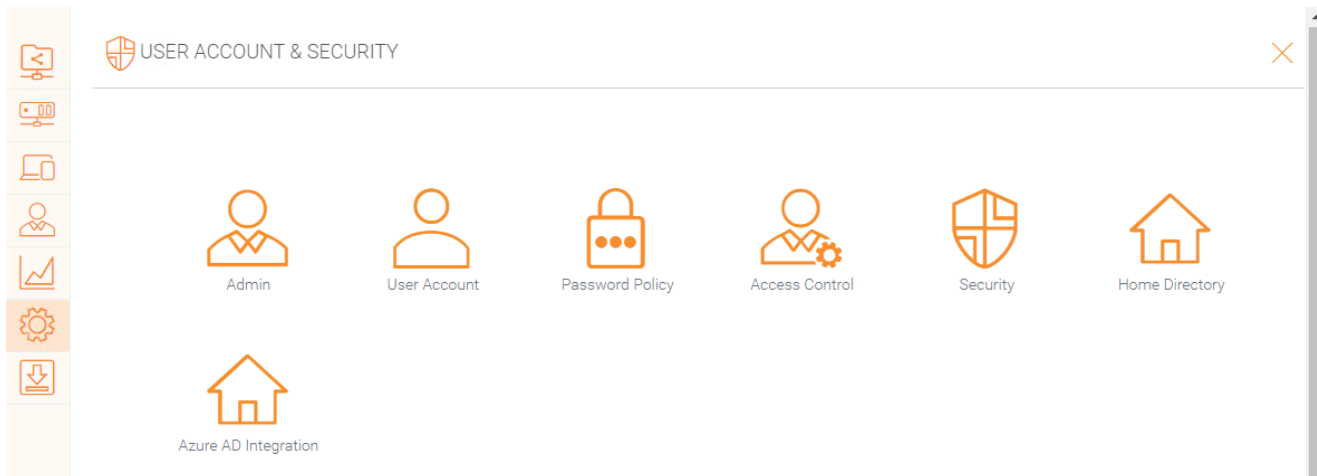 USER ACCOUNT & SECURITY
Admin
User Account
Password Policy
Access Control
Security
Home Directory
Azure AD Integration